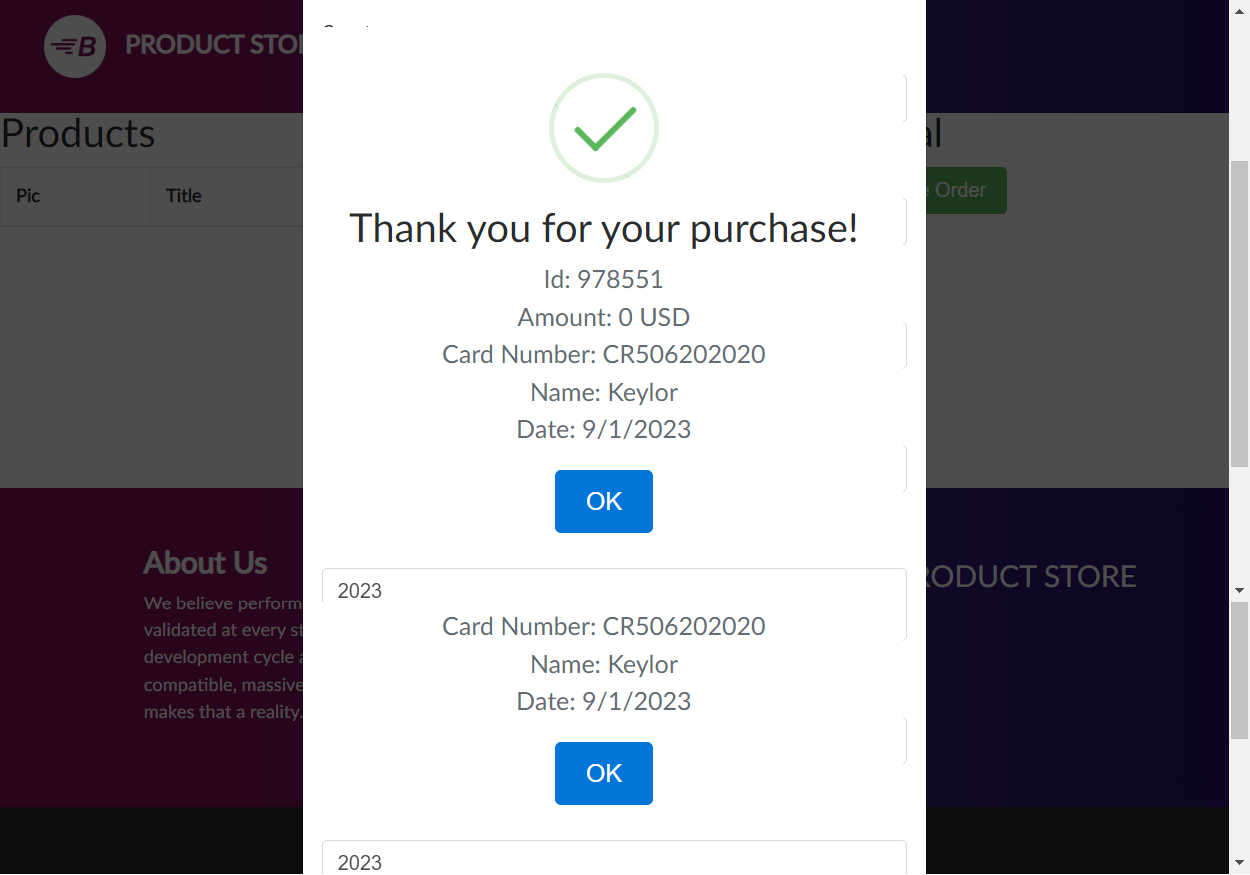 B PRODUCT STO
Products
Pic
Title
Order
Thank you for your purchase!
Id: 978551
Amount: 0 USD
Card Number: CR506202020
Name: Keylor
Date: 9/1/2023
OK
2023
About Us
We believe perform
validated at every st
development cycle a
compatible, massive
makes that a reality.
RODUCT STORE
Card Number: CR506202020
Name: Keylor
Date: 9/1/2023
OK
2023